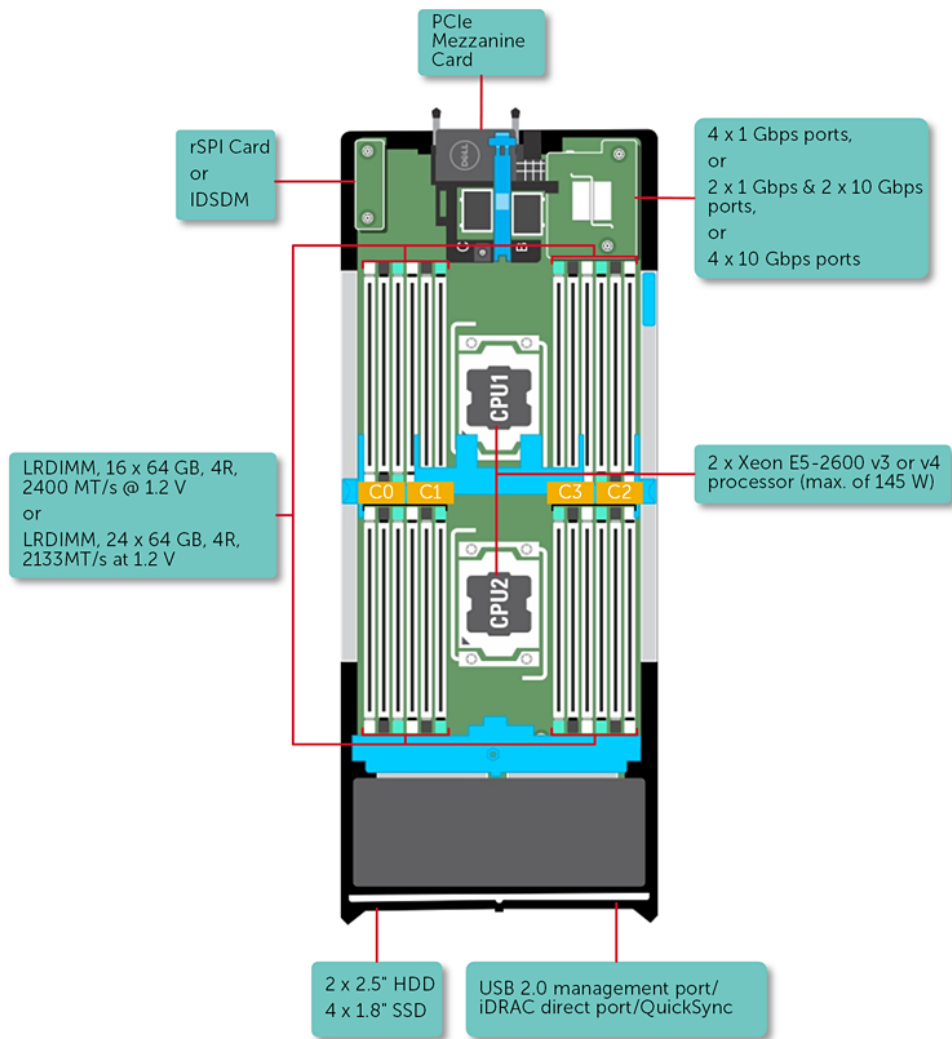 PCIe
Mezzanine
Card
rSPI Card
or
IDSDM
4 x 1 Gbps ports,
or
2 x 1 Gbps & 2 x 10 Gbps
ports,
or
4 x 10 Gbps ports
DELL
C
B
CPU1
LRDIMM, 16 x 64 GB, 4R,
2400 MT/s @ 1.2 V
or
LRDIMM, 24 x 64 GB, 4R,
2133MT/s at 1.2 V
C0
C1
C3
C2
2 x Xeon E5-2600 v3 or v4
processor (max. of 145 W)
CPU2
2 x 2.5" HDD
4 x 1.8" SSD
USB 2.0 management port/
iDRAC direct port/QuickSync